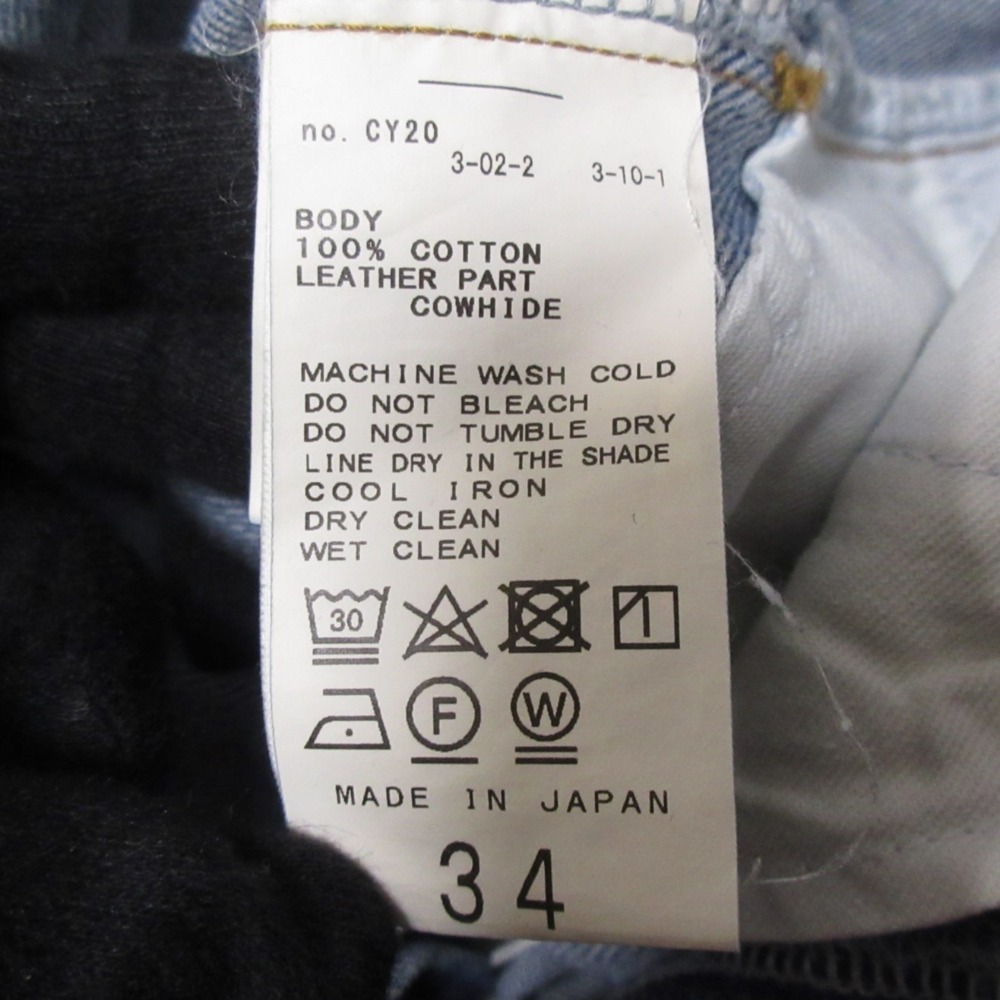 no. CY20
3-02-2 3-10-1
BODY
100% COTTON
LEATHER PART
COWHIDE
MACHINE WASH COLD
DO NOT BLEACH
DO NOT TUMBLE DRY
LINE DRY IN THE SHADE
COOL IRON
DRY CLEAN
WET CLEAN
30
F W
MADE IN JAPAN
34